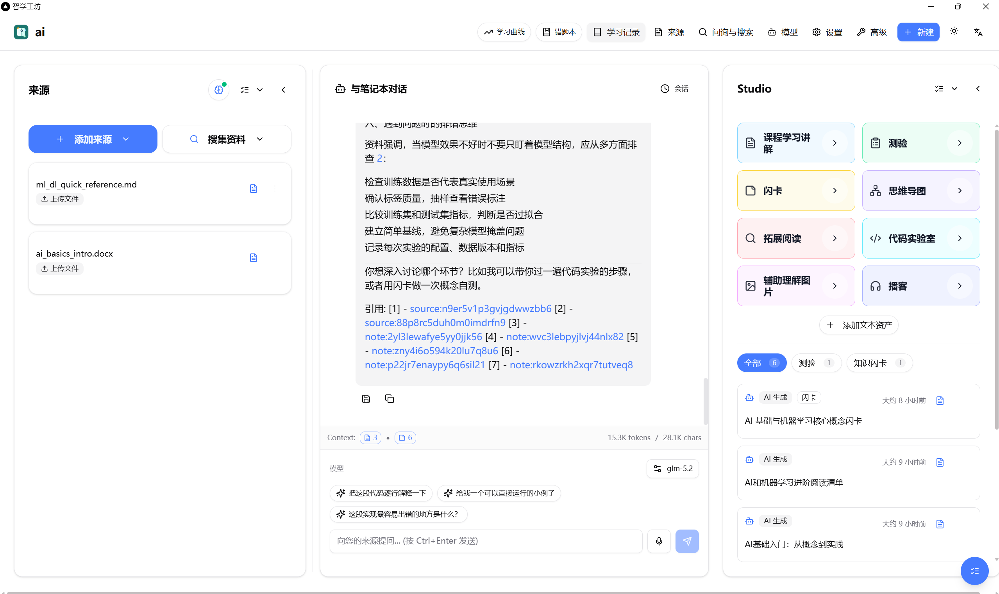 智学工坊
ai
学习曲线
错题本
学习记录
来源
问询与搜索
模型
设置
高级
新建
来源
添加来源
搜集资料
ml_dl_quick_reference.md
上传文件
ai_basics_intro.docx
上传文件
与笔记本对话
会话
六、遇到问题时的排错思维
资料强调，当模型效果不好时不要只盯着模型结构，应从多方面排
查 2：
检查训练数据是否代表真实使用场景
确认标签质量，抽样查看错误标注
比较训练集和测试集指标，判断是否过拟合
建立简单基线，避免复杂模型掩盖问题
记录每次实验的配置、数据版本和指标
你想深入讨论哪个环节？比如我可以带你过一遍代码实验的步骤，
或者用闪卡做一次概念自测。
引用: [1] - source:n9er5v1p3gvjgdwwzbb6 [2] -
source:88p8rc5duh0m0imdrfn9 [3] -
note:2yl3lewafye5yy0jjk56 [4] - note:wvc3lebpyjlvj44nlx82 [5]
- note:zny4i6o594k20lu7q8u6 [6] -
note:p22jr7enaypy6q6sil21 [7] - note:rkowzrkh2xqr7tutveq8
Context: 3 • 6
15.3K tokens / 28.1K chars
模型
glm-5.2
把这段代码逐行解释一下
给我一个可以直接运行的小例子
这段实现最容易出错的地方是什么？
向您的来源提问... (按 Ctrl+Enter 发送)
Studio
课程学习讲
解
测验
闪卡
思维导图
拓展阅读
代码实验室
辅助理解图
片
播客
添加文本资产
全部 6
测验 1
知识闪卡 1
AI 生成
闪卡
大约 8 小时前
AI 基础与机器学习核心概念闪卡
AI 生成
大约 9 小时前
AI和机器学习进阶阅读清单
AI 生成
大约 9 小时前
AI基础入门：从概念到实践